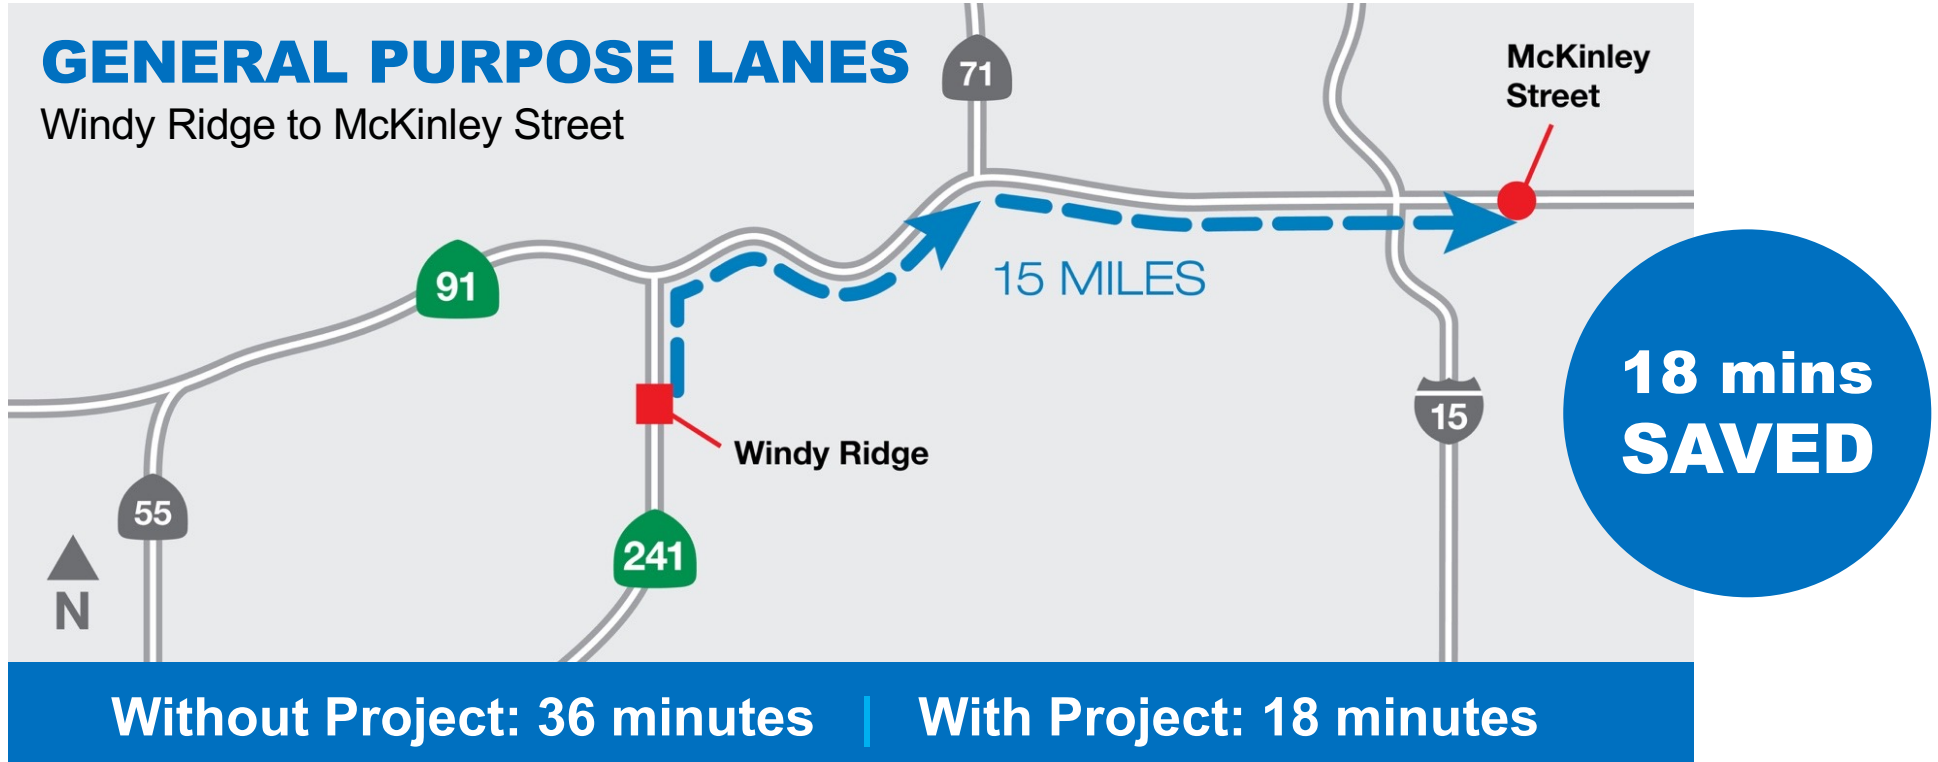 GENERAL PURPOSE LANES
Windy Ridge to McKinley Street
71
McKinley
Street
91
15 MILES
18 mins
SAVED
15
Windy Ridge
55
241
N
Without Project: 36 minutes | With Project: 18 minutes